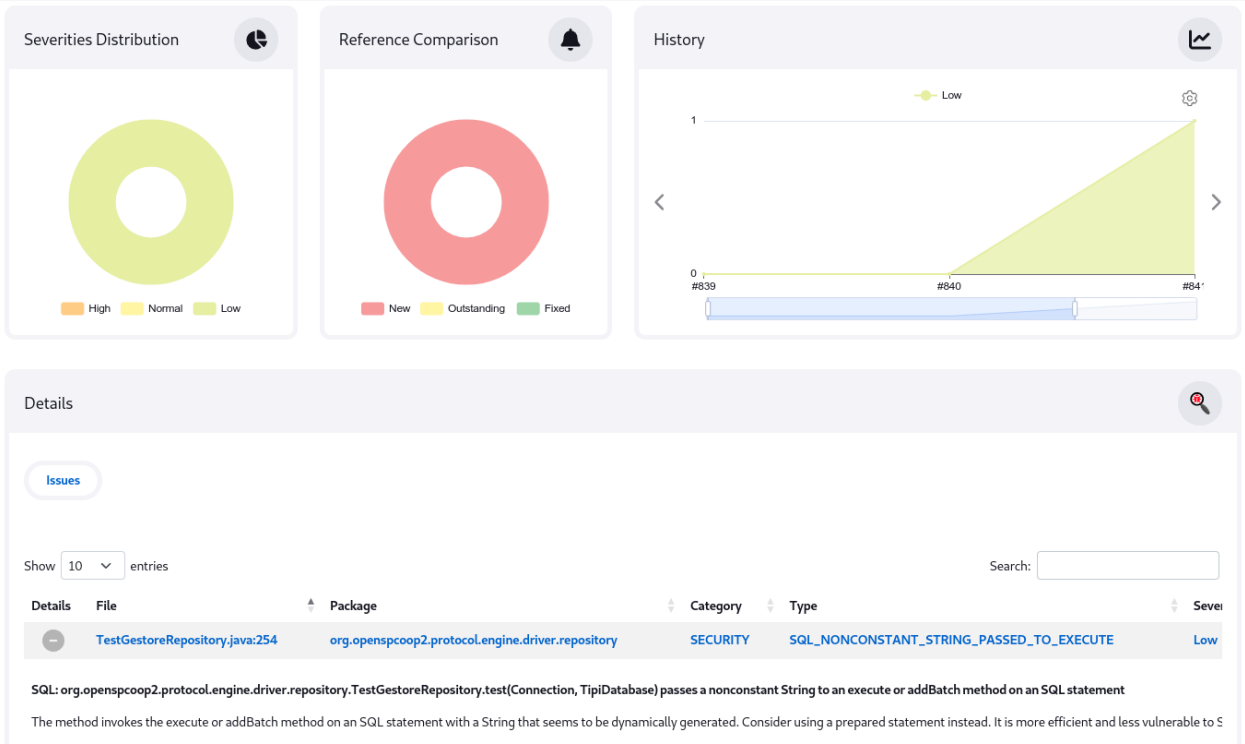 Severities Distribution
Reference Comparison
History
Low
1
0
#839
#840
#841
High Normal Low
New Outstanding Fixed
Details
Issues
Show 10 entries
Search:
Details File Package Category Type Sever
TestGestoreRepository.java:254 org.openspcoop2.protocol.engine.driver.repository SECURITY SQL_NONCONSTANT_STRING_PASSED_TO_EXECUTE Low
SQL: org.openspcoop2.protocol.engine.driver.repository.TestGestoreRepository.test(Connection, TipiDatabase) passes a nonconstant String to an execute or addBatch method on an SQL statement
The method invokes the execute or addBatch method on an SQL statement with a String that seems to be dynamically generated. Consider using a prepared statement instead. It is more efficient and less vulnerable to S